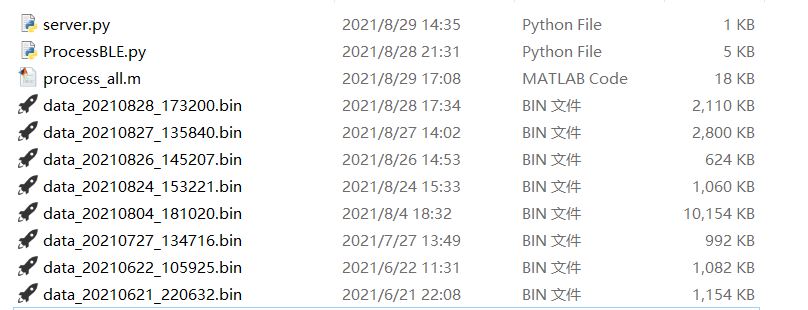 server.py 2021/8/29 14:35 Python File 1 KB
ProcessBLE.py 2021/8/28 21:31 Python File 5 KB
process_all.m 2021/8/29 17:08 MATLAB Code 18 KB
data_20210828_173200.bin 2021/8/28 17:34 BIN 文件 2,110 KB
data_20210827_135840.bin 2021/8/27 14:02 BIN 文件 2,800 KB
data_20210826_145207.bin 2021/8/26 14:53 BIN 文件 624 KB
data_20210824_153221.bin 2021/8/24 15:33 BIN 文件 1,060 KB
data_20210804_181020.bin 2021/8/4 18:32 BIN 文件 10,154 KB
data_20210727_134716.bin 2021/7/27 13:49 BIN 文件 992 KB
data_20210622_105925.bin 2021/6/22 11:31 BIN 文件 1,082 KB
data_20210621_220632.bin 2021/6/21 22:08 BIN 文件 1,154 KB